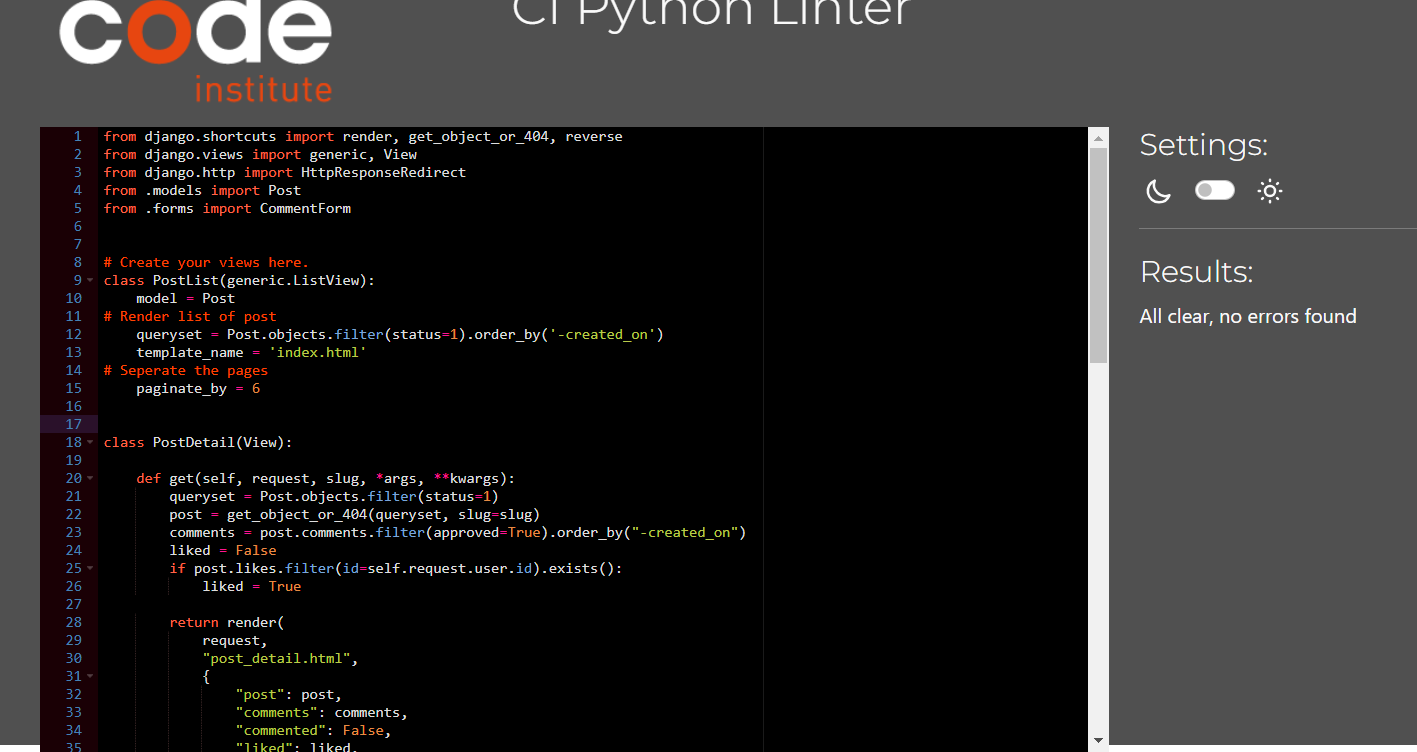 code
institute
CI Python Linter
1 from django.shortcuts import render, get_object_or_404, reverse
2 from django.views import generic, View
3 from django.http import HttpResponseRedirect
4 from .models import Post
5 from .forms import CommentForm
6
7
8 # Create your views here.
9 class PostList(generic.ListView):
10     model = Post
11 # Render list of post
12     queryset = Post.objects.filter(status=1).order_by('-created_on')
13     template_name = 'index.html'
14 # Seperate the pages
15     paginate_by = 6
16
17
18 class PostDetail(View):
19
20     def get(self, request, slug, *args, **kwargs):
21         queryset = Post.objects.filter(status=1)
22         post = get_object_or_404(queryset, slug=slug)
23         comments = post.comments.filter(approved=True).order_by("-created_on")
24         liked = False
25         if post.likes.filter(id=self.request.user.id).exists():
26             liked = True
27
28         return render(
29             request,
30             "post_detail.html",
31             {
32                 "post": post,
33                 "comments": comments,
34                 "commented": False,
35                 "liked": liked,
Settings:
Results:
All clear, no errors found